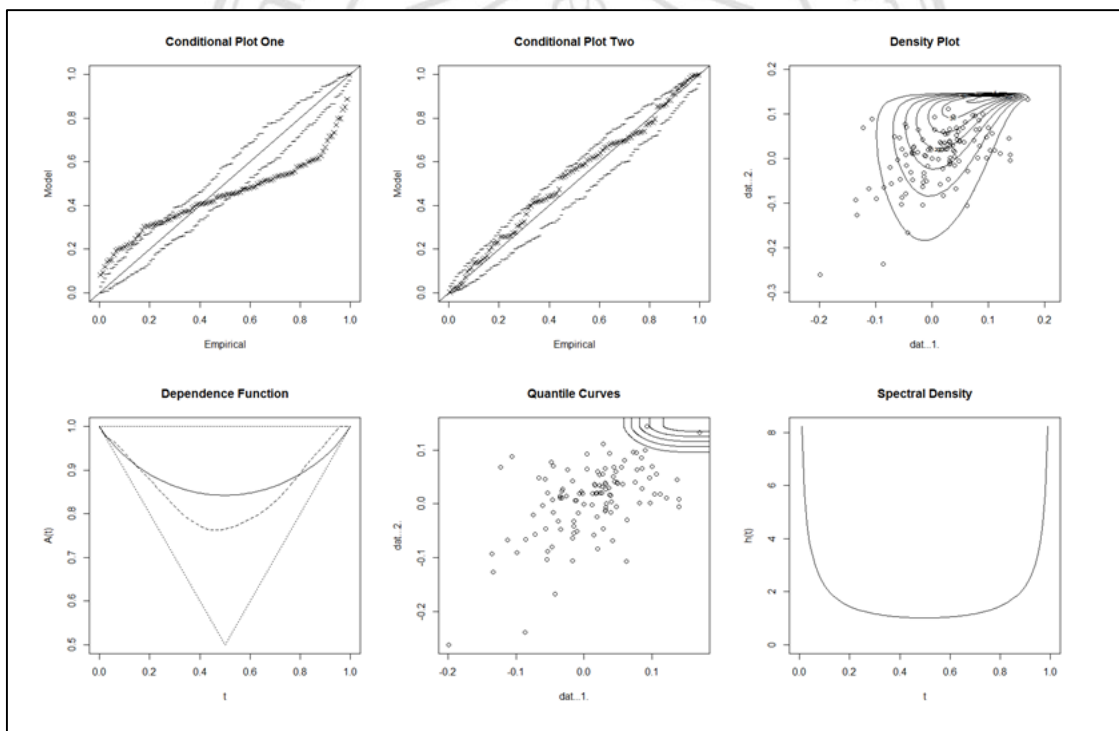 Conditional Plot One
Model
0.0 0.2 0.4 0.6 0.8 1.0
0.0 0.2 0.4 0.6 0.8 1.0
Empirical
Conditional Plot Two
Model
0.0 0.2 0.4 0.6 0.8 1.0
0.0 0.2 0.4 0.6 0.8 1.0
Empirical
Density Plot
dat...2.
-0.3 -0.2 -0.1 0.0 0.1 0.2
-0.2 -0.1 0.0 0.1 0.2
dat...1.
Dependence Function
A(t)
0.5 0.6 0.7 0.8 0.9 1.0
0.0 0.2 0.4 0.6 0.8 1.0
t
Quantile Curves
dat...2.
-0.2 -0.1 0.0 0.1
-0.2 -0.1 0.0 0.1
dat...1.
Spectral Density
h(t)
0 2 4 6 8
0.0 0.2 0.4 0.6 0.8 1.0
t